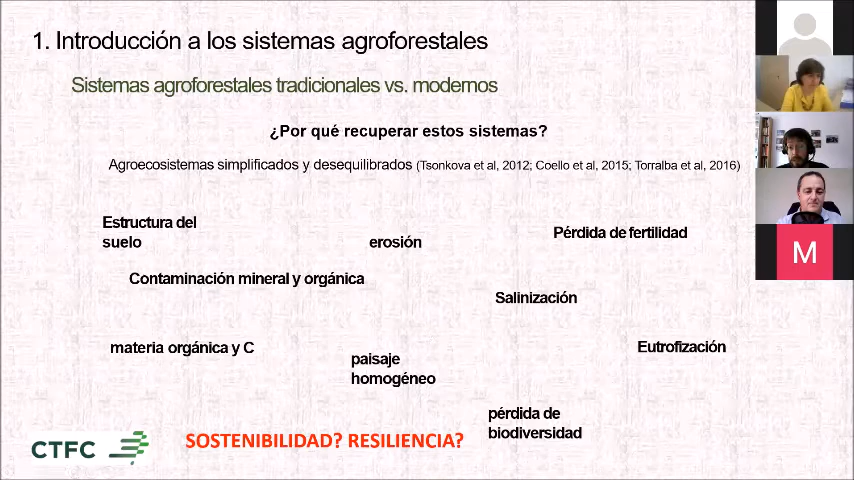 1. Introducción a los sistemas agroforestales
Sistemas agroforestales tradicionales vs. modernos
¿Por qué recuperar estos sistemas?
Agroecosistemas simplificados y desequilibrados (Tsonkova et al, 2012; Coello et al, 2015; Torralba et al, 2016)
Estructura del
suelo
erosión
Pérdida de fertilidad
Contaminación mineral y orgánica
Salinización
materia orgánica y C
paisaje
homogéneo
Eutrofización
pérdida de
biodiversidad
SOSTENIBILIDAD? RESILIENCIA?
CTFC
M